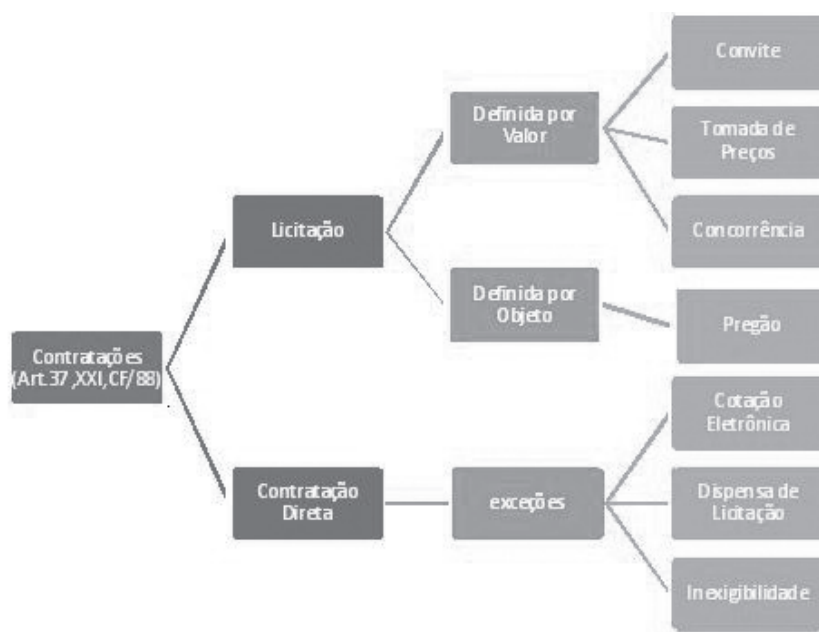 Contratações
(Art.37,XXI,CF/88)
Licitação
Definida por
Valor
Convite
Tomada de
Preços
Concorrência
Definida por
Objeto
Pregão
Contratação
Direta
exceções
Cotação
Eletrônica
Dispensa de
Licitação
Inexigibilidade